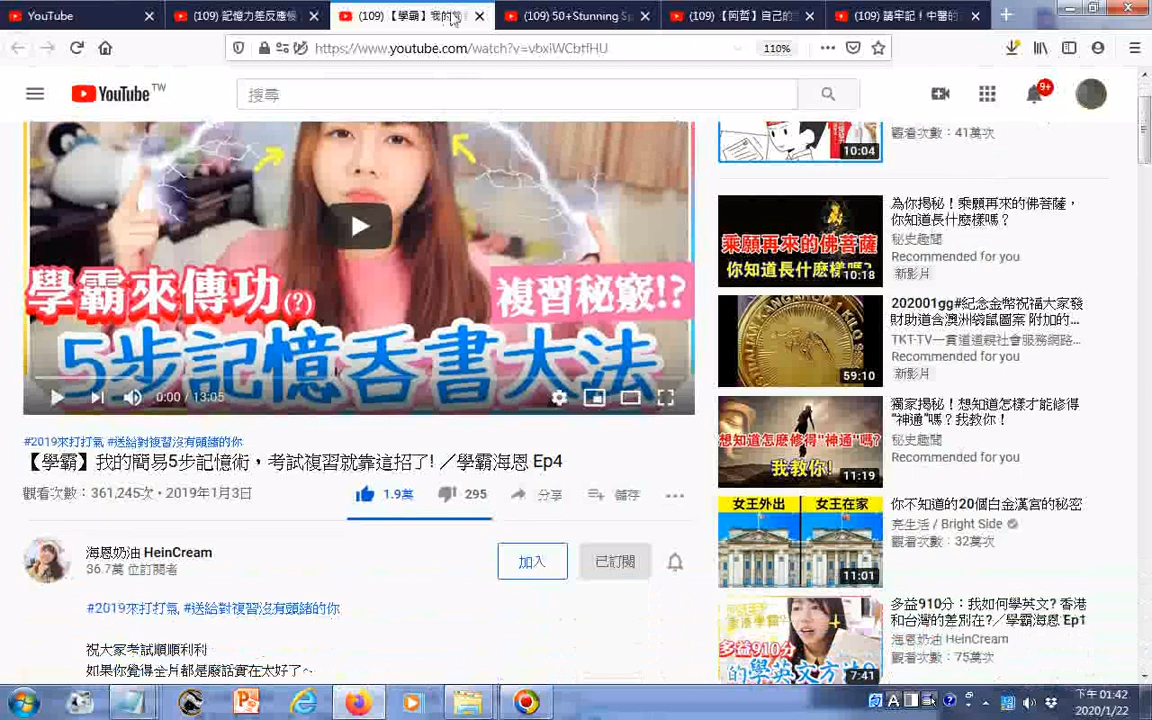 YouTube
(109) 記憶力差反應慢
(109) 【學霸】我的簡
(109) 50+Stunning S
(109) 【阿哲】自己的
(109) 請牢記！中醫的
https://www.youtube.com/watch?v=vbxiWCbtfHU
110%
YouTube TW
搜尋
9+
學霸來傳功(?)
複習秘竅!?
5步記憶吞書大法
0:00 / 13:05
#2019來打打氣 #送給對複習沒有頭緒的你
【學霸】我的簡易5步記憶術，考試複習就靠這招了! ／學霸海恩 Ep4
觀看次數：361,245次 • 2019年1月3日
1.9萬
295
分享
儲存
海恩奶油 HeinCream
36.7萬 位訂閱者
加入
已訂閱
#2019來打打氣, #送給對複習沒有頭緒的你
祝大家考試順順利利
如果你覺得全片都是廢話實在太好了~
10:04
觀看次數：41萬次
乘願再來的佛菩薩
你知道長什麼樣嗎?
10:18
為你揭秘！乘願再來的佛菩薩，
你知道長什麼樣嗎？
秘史趣聞
Recommended for you
新影片
59:10
202001gg#紀念金幣祝福大家發
財助道含澳洲袋鼠圖案 附加的...
TKT-TV一貫道道親社會服務網路...
Recommended for you
新影片
想知道怎麼修得"神通"嗎?
我教你!
11:19
獨家揭秘！想知道怎樣才能修得
“神通”嗎？我教你！
秘史趣聞
Recommended for you
女王外出
女王在家
11:01
你不知道的20個白金漢宮的秘密
亮生活 / Bright Side
觀看次數：32萬次
多益910分
的學英文方法
7:41
多益910分：我如何學英文? 香港
和台灣的差別在?／學霸海恩 Ep1
海恩奶油 HeinCream
觀看次數：75萬次
下午 01:42
2020/1/22